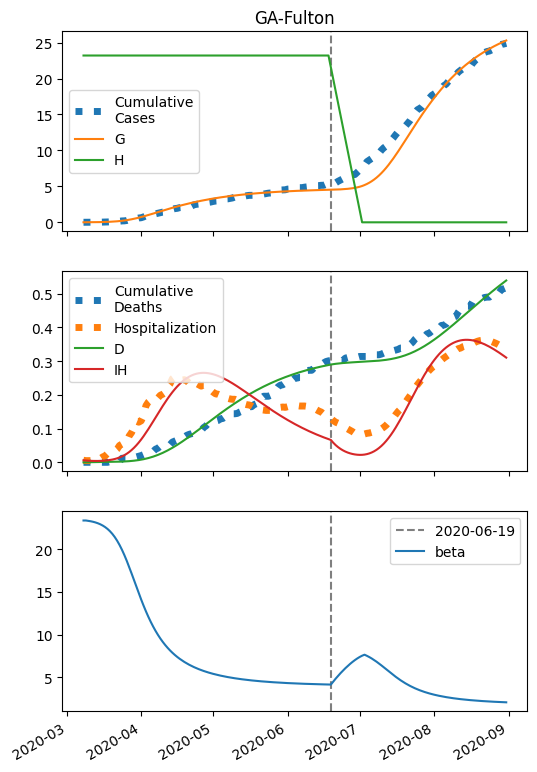 GA-Fulton
25
20
15
10
5
0
Cumulative
Cases
G
H
0.5
0.4
0.3
0.2
0.1
0.0
Cumulative
Deaths
Hospitalization
D
IH
20
15
10
5
2020-06-19
beta
2020-03
2020-04
2020-05
2020-06
2020-07
2020-08
2020-09